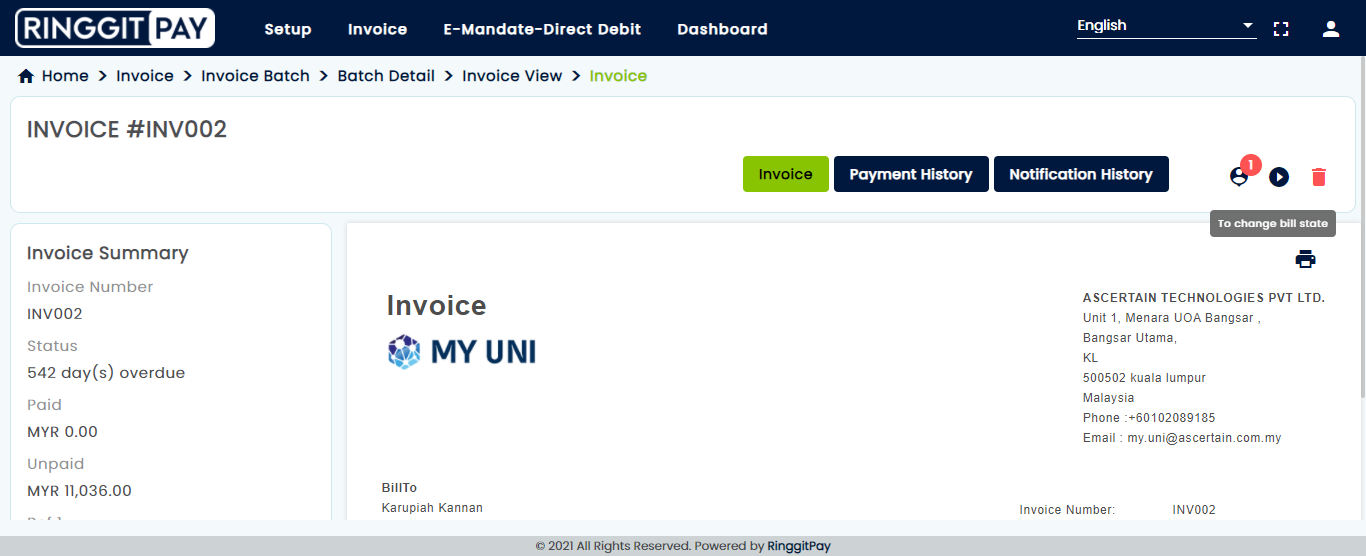 RINGGIT PAY Setup Invoice E-Mandate-Direct Debit Dashboard English
Home > Invoice > Invoice Batch > Batch Detail > Invoice View > Invoice
INVOICE #INV002
Invoice Payment History Notification History 1
To change bill state
Invoice Summary
Invoice Number
INV002
Status
542 day(s) overdue
Paid
MYR 0.00
Unpaid
MYR 11,036.00
Invoice
MY UNI
ASCERTAIN TECHNOLOGIES PVT LTD.
Unit 1, Menara UOA Bangsar ,
Bangsar Utama,
KL
500502 kuala lumpur
Malaysia
Phone :+60102089185
Email : my.uni@ascertain.com.my
BillTo
Karupiah Kannan
Invoice Number: INV002
© 2021 All Rights Reserved. Powered by RinggitPay